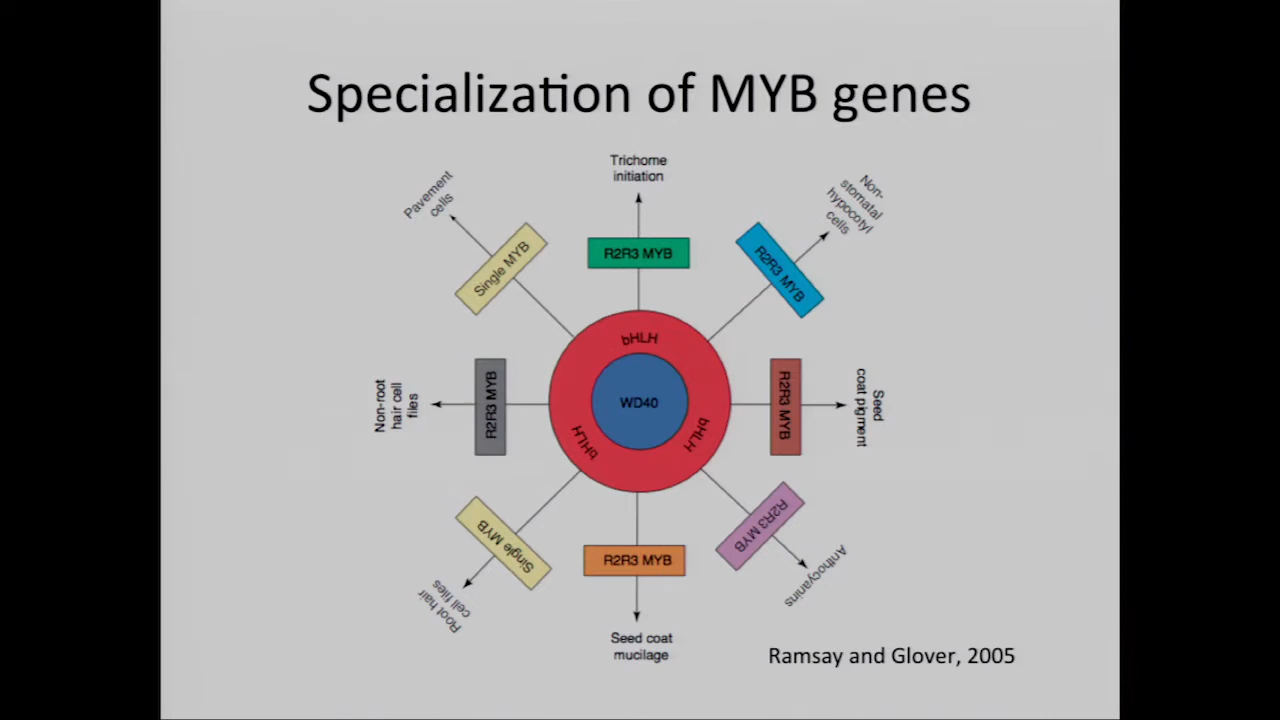 Specialization of MYB genes
Trichome
initiation
Pavement
cells
Non-
stomatal
hypocotyl
cells
Single MYB
R2R3 MYB
R2R3 MYB
bHLH
Non-root
hair cell
files
R2R3 MYB
WD40
R2R3 MYB
Seed
coat pigment
bHLH
bHLH
Single MYB
R2R3 MYB
R2R3 MYB
Root hair
cell files
Anthocyanins
Seed coat
mucilage
Ramsay and Glover, 2005